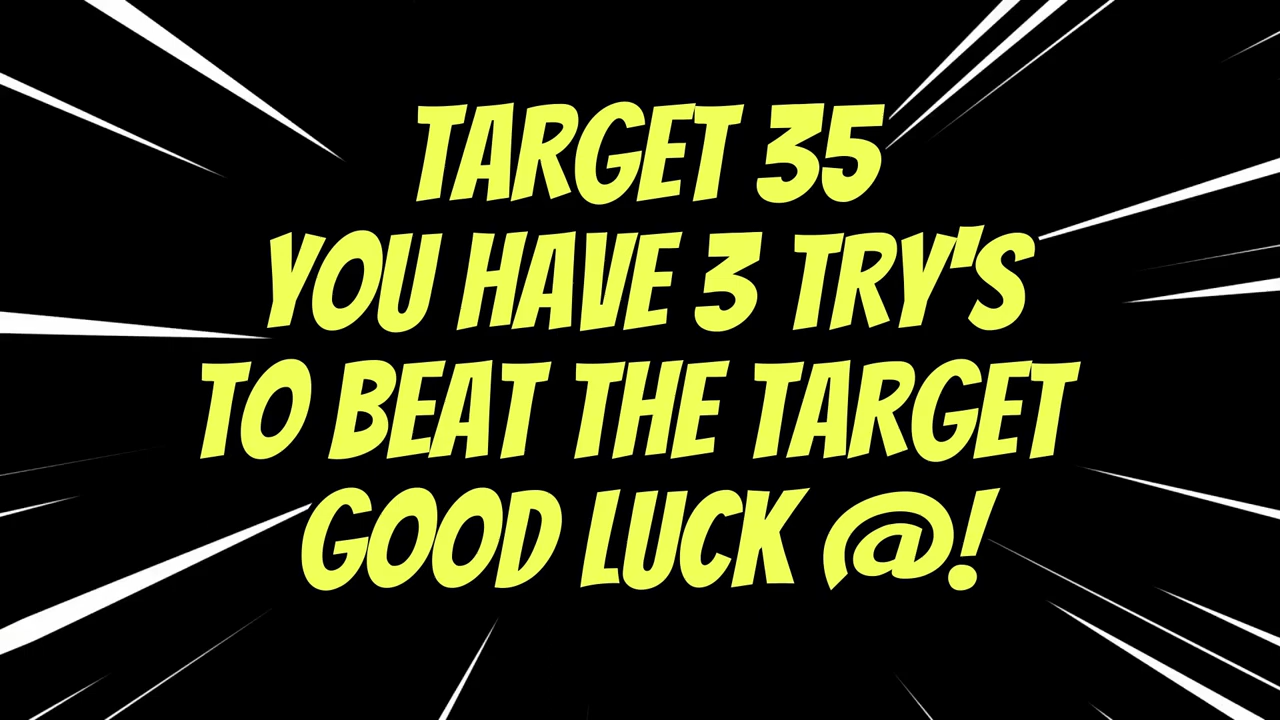 TARGET 35
YOU HAVE 3 TRY'S
TO BEAT THE TARGET
GOOD LUCK @!